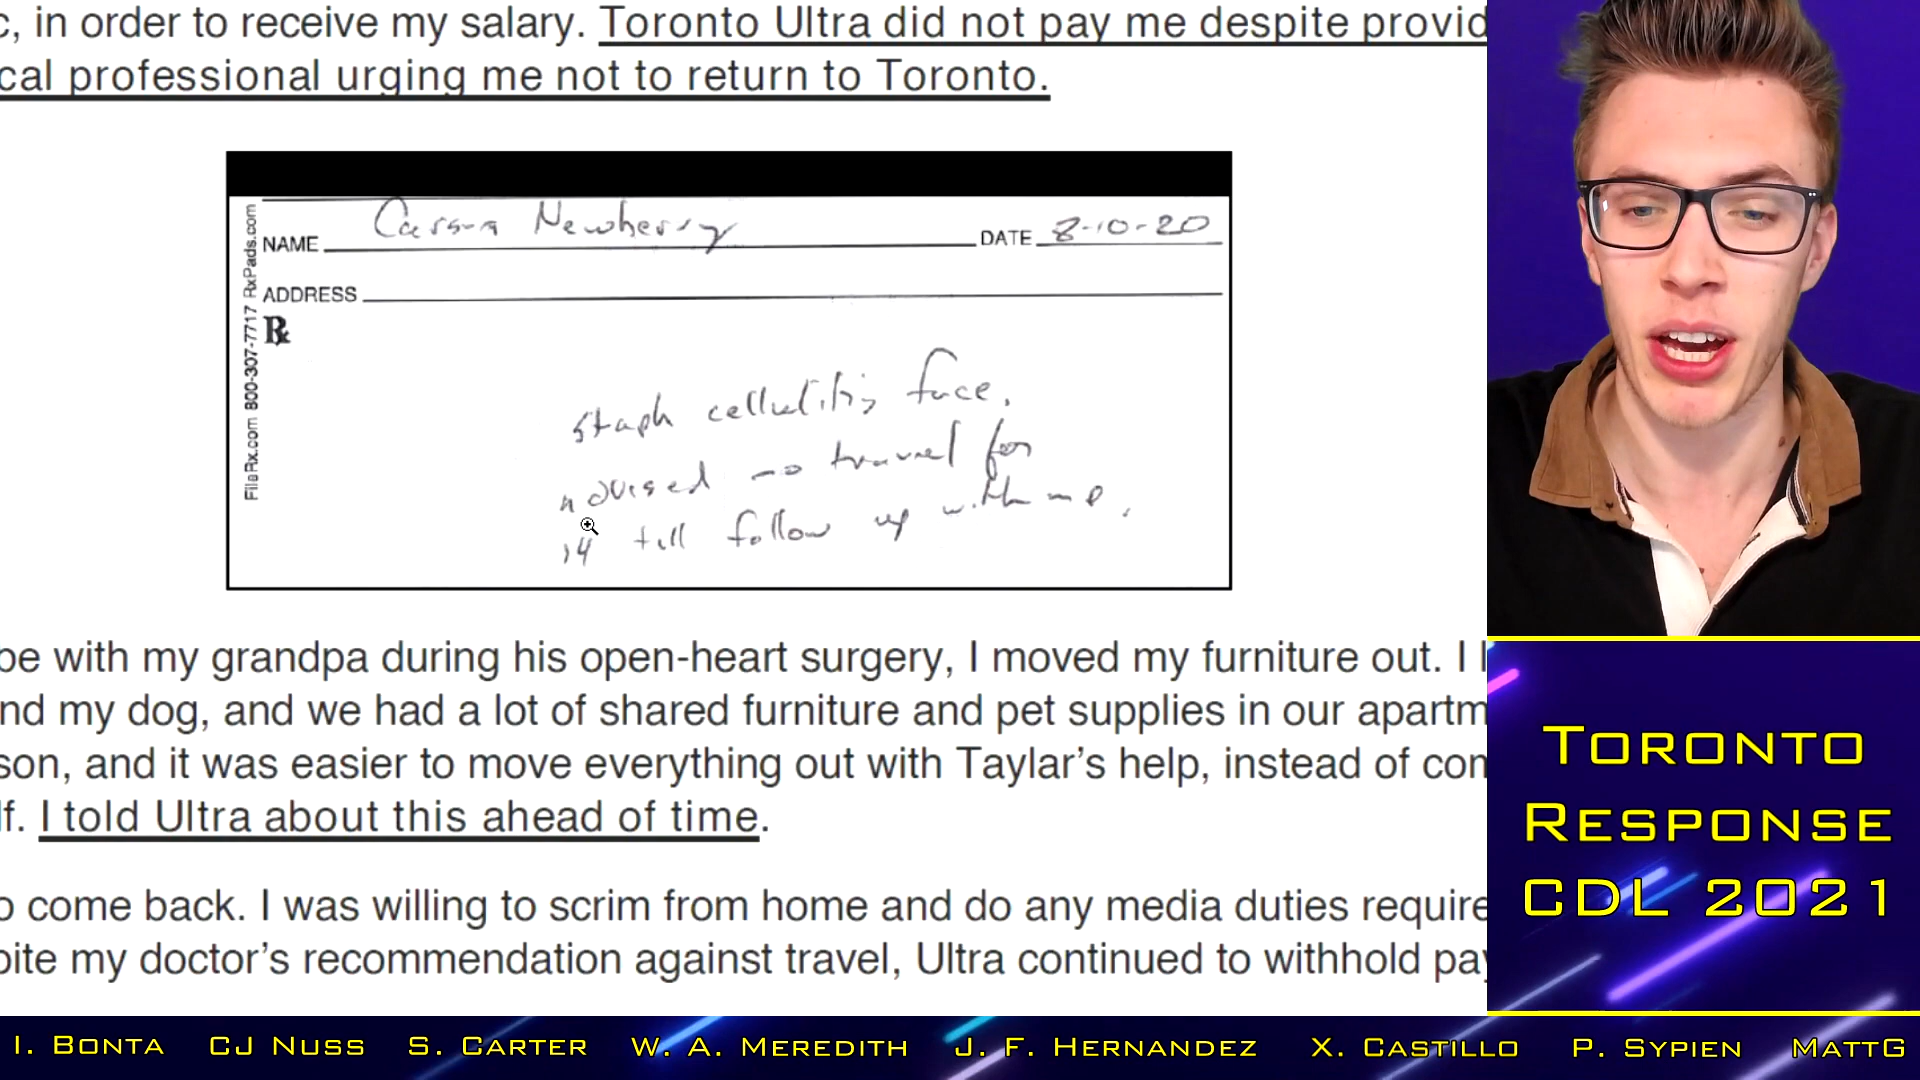 c, in order to receive my salary. Toronto Ultra did not pay me despite provid
cal professional urging me not to return to Toronto.
FilaRx.com 800-307-7717 RxPads.com
NAME Newberry DATE 8-10-20
ADDRESS
Rx
staph cellulitis face.
advised no travel for
14 till follow up with me.
be with my grandpa during his open-heart surgery, I moved my furniture out. I l
nd my dog, and we had a lot of shared furniture and pet supplies in our apartm
son, and it was easier to move everything out with Taylar's help, instead of con
lf. I told Ultra about this ahead of time.
o come back. I was willing to scrim from home and do any media duties require
pite my doctor's recommendation against travel, Ultra continued to withhold pay
TORONTO
RESPONSE
CDL 2021
I. BONTA CJ NUSS S. CARTER W. A. MEREDITH J. F. HERNANDEZ X. CASTILLO P. SYPIEN MATTG